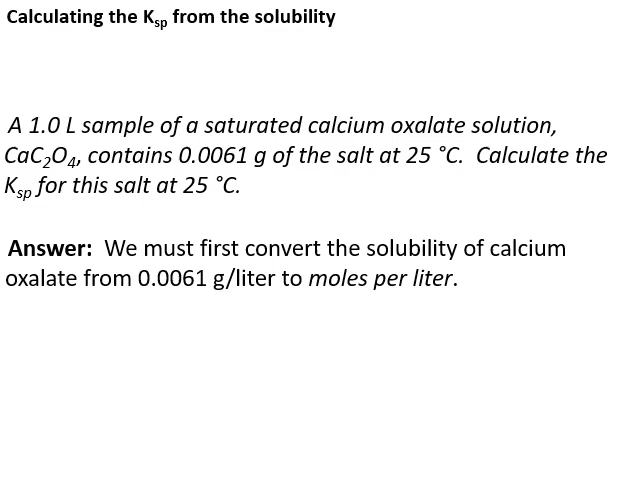 Calculating the Ksp from the solubility
A 1.0 L sample of a saturated calcium oxalate solution,
CaC2O4, contains 0.0061 g of the salt at 25 °C.  Calculate the
Ksp for this salt at 25 °C.
Answer:  We must first convert the solubility of calcium
oxalate from 0.0061 g/liter to moles per liter.